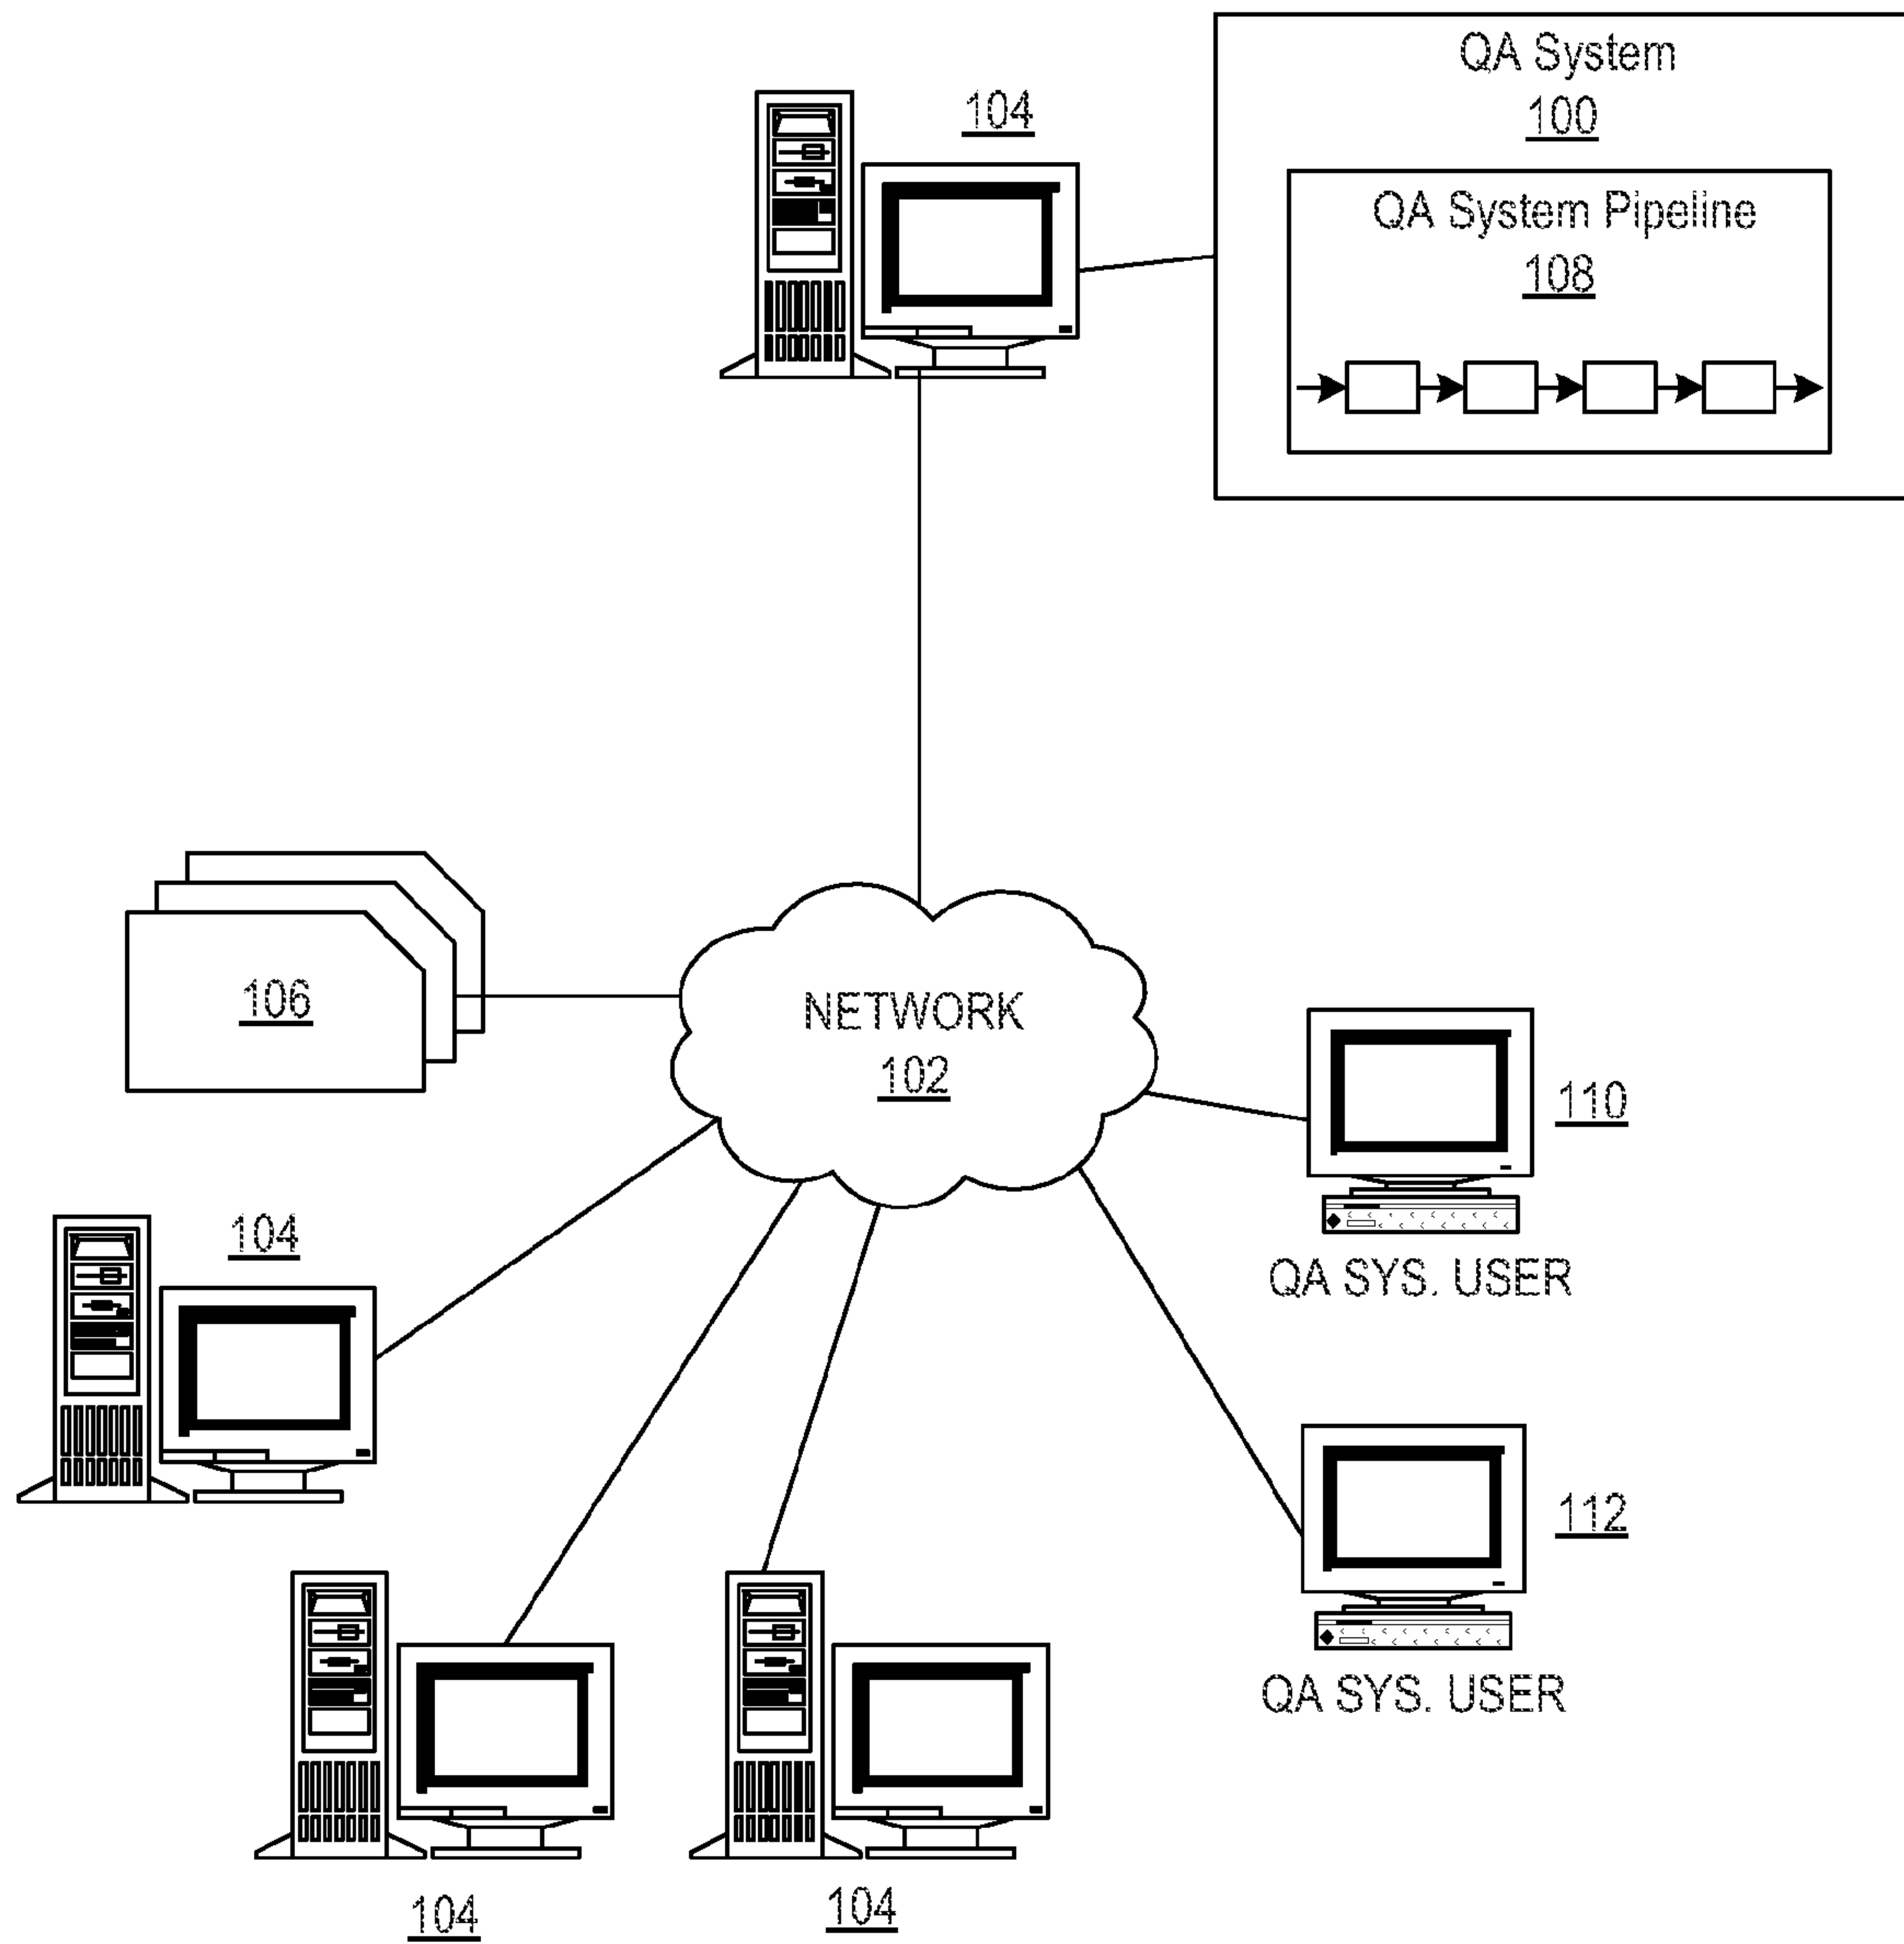 QA System
100
104
QA System Pipeline
108
106
NETWORK
102
110
QA SYS. USER
104
112
QA SYS. USER
104
104